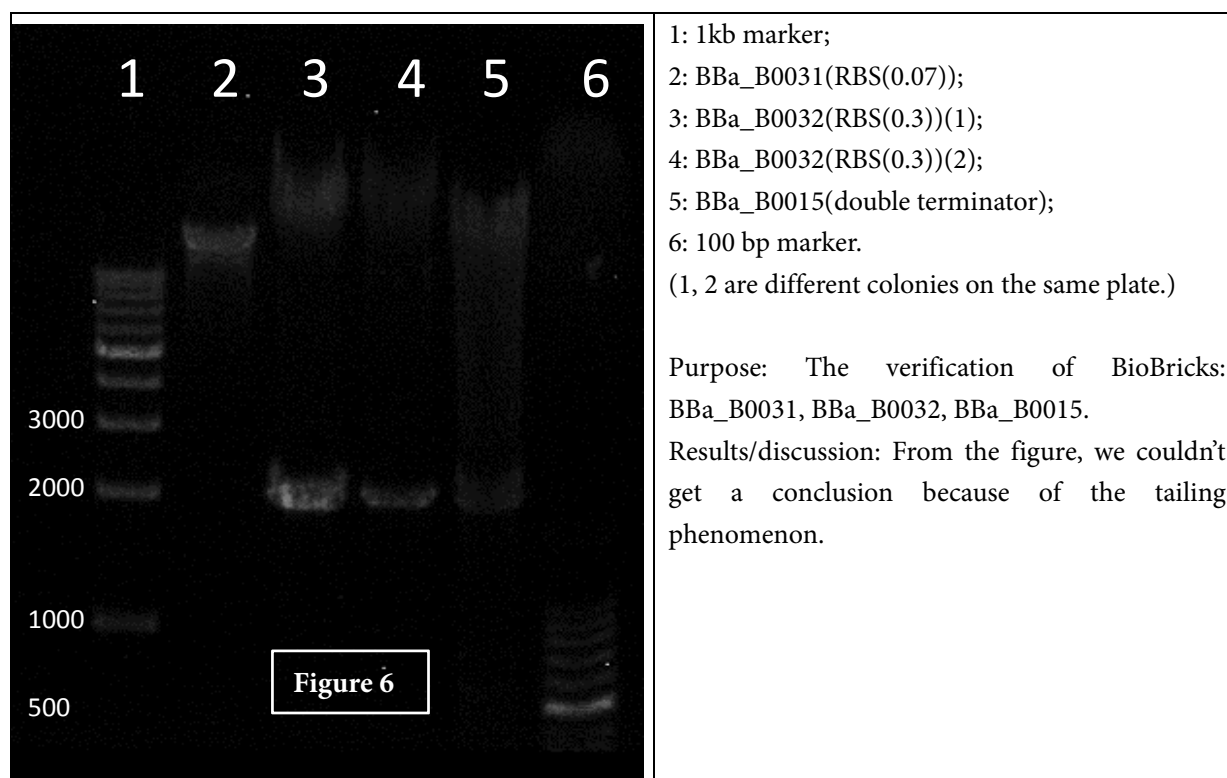 1 2 3 4 5 6
3000
2000
1000
500
Figure 6
1: 1kb marker;
2: BBa_B0031(RBS(0.07));
3: BBa_B0032(RBS(0.3))(1);
4: BBa_B0032(RBS(0.3))(2);
5: BBa_B0015(double terminator);
6: 100 bp marker.
(1, 2 are different colonies on the same plate.)
Purpose: The verification of BioBricks:
BBa_B0031, BBa_B0032, BBa_B0015.
Results/discussion: From the figure, we couldn't
get a conclusion because of the tailing
phenomenon.